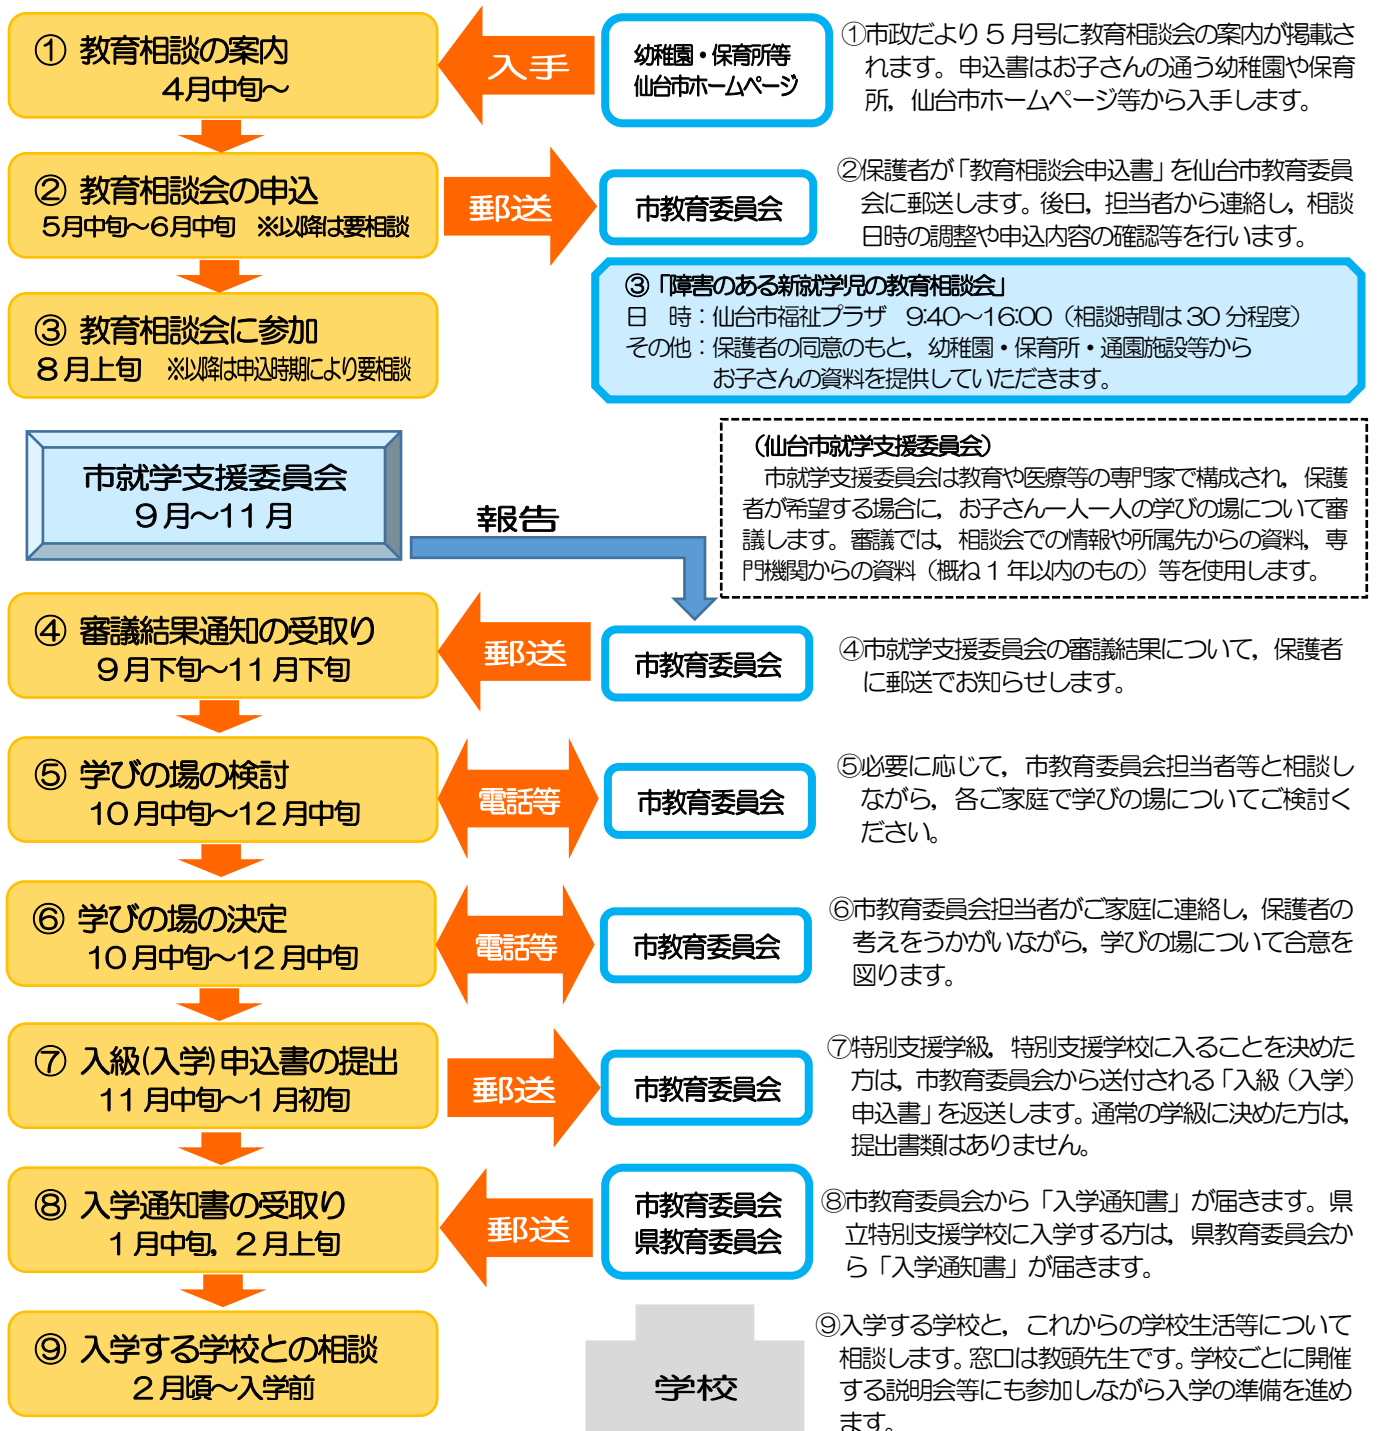 ① 教育相談の案内
4月中旬～
入手
幼稚園・保育所等
仙台市ホームページ
①市政だより５月号に教育相談会の案内が掲載さ
れます。申込書はお子さんの通う幼稚園や保育
所，仙台市ホームページ等から入手します。
② 教育相談会の申込
5月中旬～6月中旬　※以降は要相談
郵送
市教育委員会
②保護者が「教育相談会申込書」を仙台市教育委員
会に郵送します。後日，担当者から連絡し，相談
日時の調整や申込内容の確認等を行います。
③ 教育相談会に参加
8月上旬　※以降は申込時期により要相談
③「障害のある新就学児の教育相談会」
日　時：仙台市福祉プラザ　9:40～16:00（相談時間は30分程度）
その他：保護者の同意のもと，幼稚園・保育所・通園施設等から
お子さんの資料を提供していただきます。
市就学支援委員会
9月～11月
報告
（仙台市就学支援委員会）
市就学支援委員会は教育や医療等の専門家で構成され，保護
者が希望する場合に，お子さん一人一人の学びの場について審
議します。審議では，相談会での情報や所属先からの資料，専
門機関からの資料（概ね１年以内のもの）等を使用します。
④ 審議結果通知の受取り
9月下旬～11月下旬
郵送
市教育委員会
④市就学支援委員会の審議結果について，保護者
に郵送でお知らせします。
⑤ 学びの場の検討
10月中旬～12月中旬
電話等
市教育委員会
⑤必要に応じて，市教育委員会担当者等と相談し
ながら，各ご家庭で学びの場についてご検討く
ださい。
⑥ 学びの場の決定
10月中旬～12月中旬
電話等
市教育委員会
⑥市教育委員会担当者がご家庭に連絡し，保護者の
考えをうかがいながら，学びの場について合意を
図ります。
⑦ 入級(入学)申込書の提出
11月中旬～1月初旬
郵送
市教育委員会
⑦特別支援学級，特別支援学校に入ることを決めた
方は，市教育委員会から送付される「入級（入学）
申込書」を返送します。通常の学級に決めた方は，
提出書類はありません。
⑧ 入学通知書の受取り
1月中旬，2月上旬
郵送
市教育委員会
県教育委員会
⑧市教育委員会から「入学通知書」が届きます。県
立特別支援学校に入学する方は，県教育委員会か
ら「入学通知書」が届きます。
⑨ 入学する学校との相談
2月頃～入学前
学校
⑨入学する学校と，これからの学校生活等について
相談します。窓口は教頭先生です。学校ごとに開催
する説明会等にも参加しながら入学の準備を進め
ます。